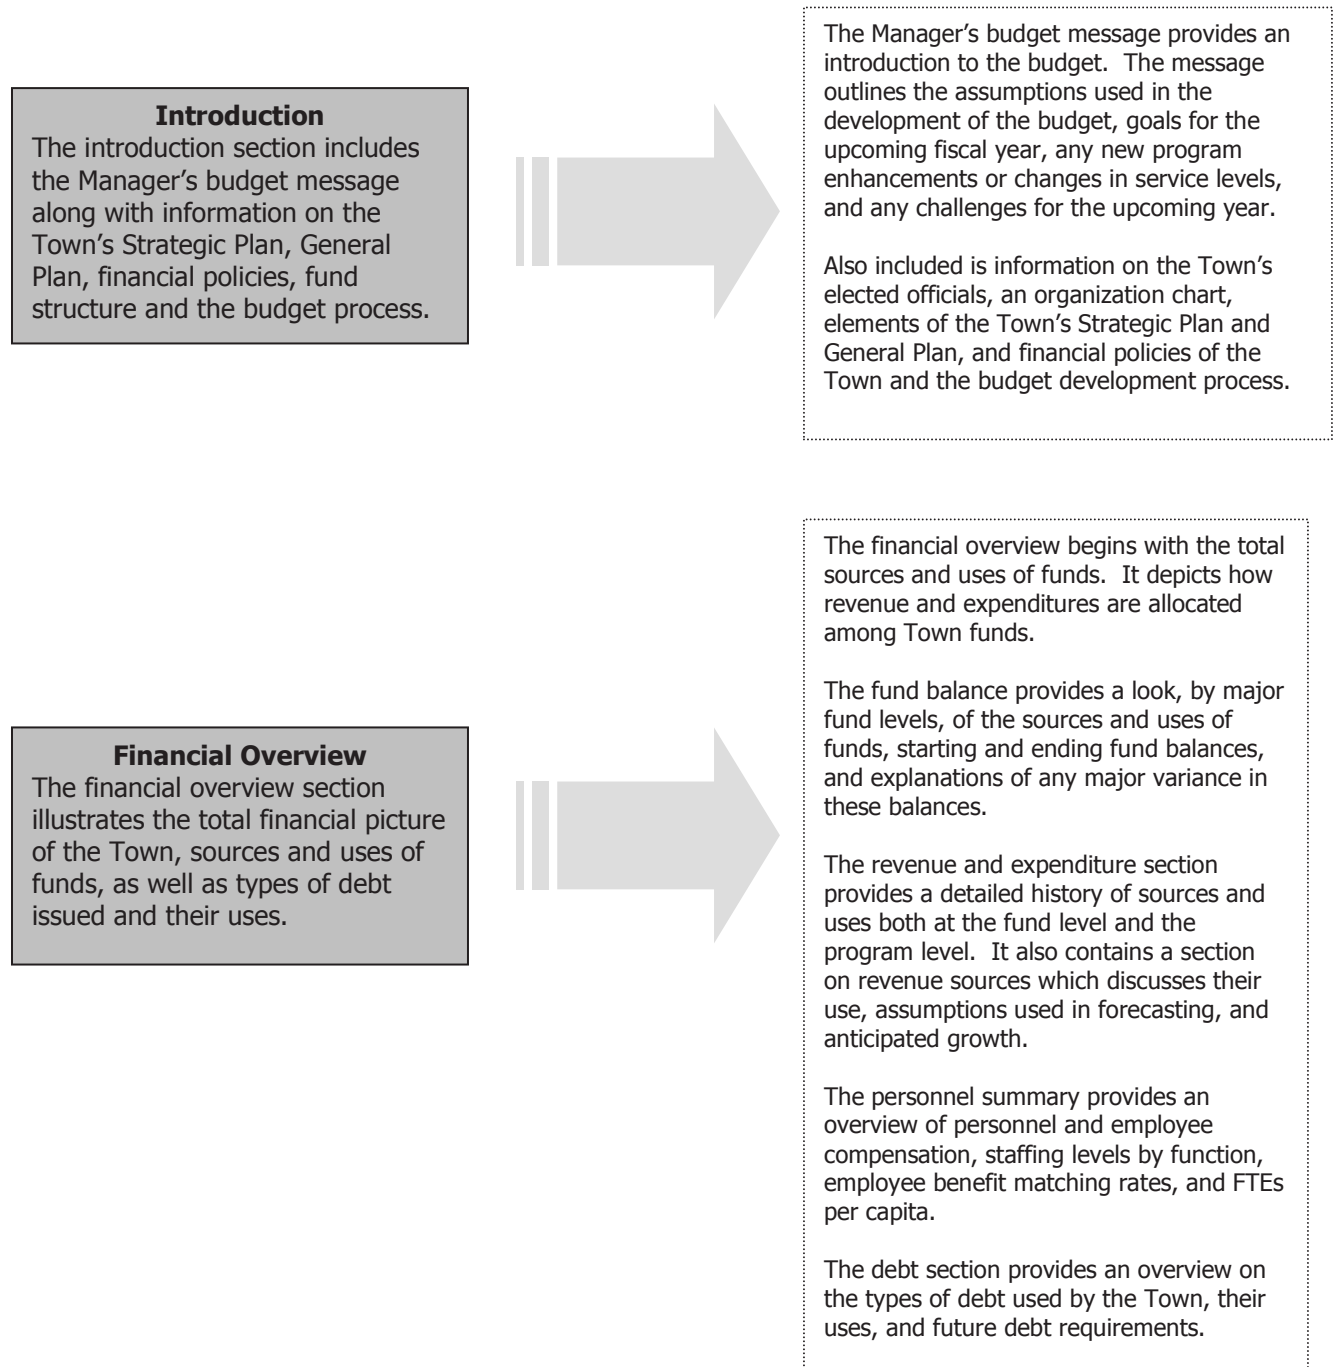 Introduction
The introduction section includes
the Manager’s budget message
along with information on the
Town’s Strategic Plan, General
Plan, financial policies, fund
structure and the budget process.
The Manager’s budget message provides an
introduction to the budget.  The message
outlines the assumptions used in the
development of the budget, goals for the
upcoming fiscal year, any new program
enhancements or changes in service levels,
and any challenges for the upcoming year.
Also included is information on the Town’s
elected officials, an organization chart,
elements of the Town’s Strategic Plan and
General Plan, and financial policies of the
Town and the budget development process.
Financial Overview
The financial overview section
illustrates the total financial picture
of the Town, sources and uses of
funds, as well as types of debt
issued and their uses.
The financial overview begins with the total
sources and uses of funds.  It depicts how
revenue and expenditures are allocated
among Town funds.
The fund balance provides a look, by major
fund levels, of the sources and uses of
funds, starting and ending fund balances,
and explanations of any major variance in
these balances.
The revenue and expenditure section
provides a detailed history of sources and
uses both at the fund level and the
program level.  It also contains a section
on revenue sources which discusses their
use, assumptions used in forecasting, and
anticipated growth.
The personnel summary provides an
overview of personnel and employee
compensation, staffing levels by function,
employee benefit matching rates, and FTEs
per capita.
The debt section provides an overview on
the types of debt used by the Town, their
uses, and future debt requirements.